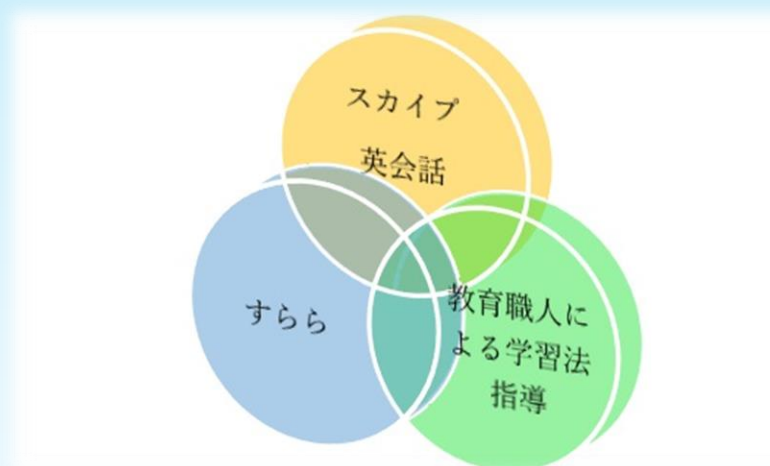 スカイプ
英会話
すらら
教育職人に
よる学習法
指導